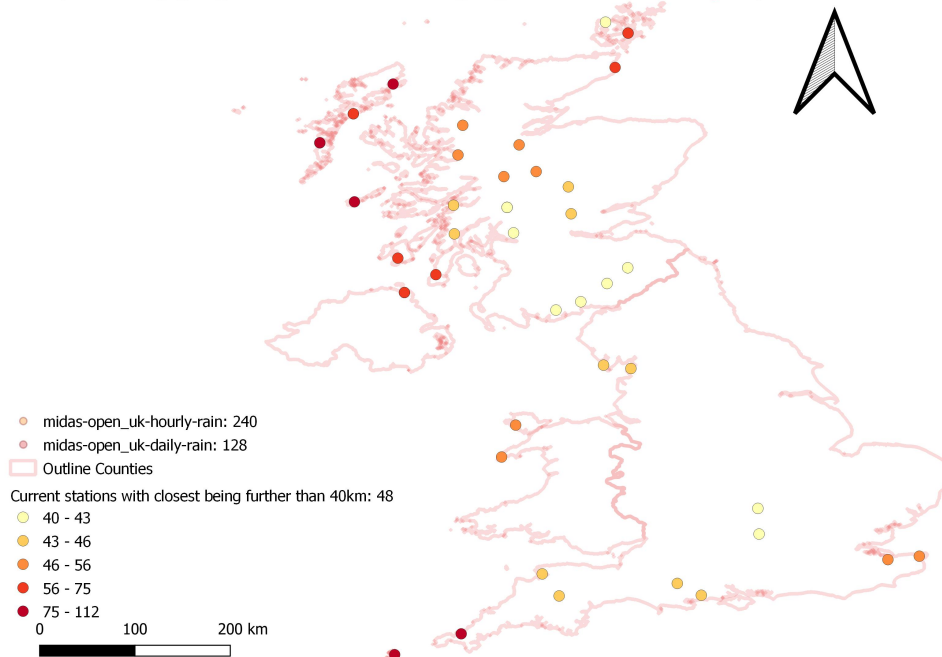 midas-open_uk-hourly-rain: 240
midas-open_uk-daily-rain: 128
Outline Counties
Current stations with closest being further than 40km: 48
40 - 43
43 - 46
46 - 56
56 - 75
75 - 112
0 100 200 km